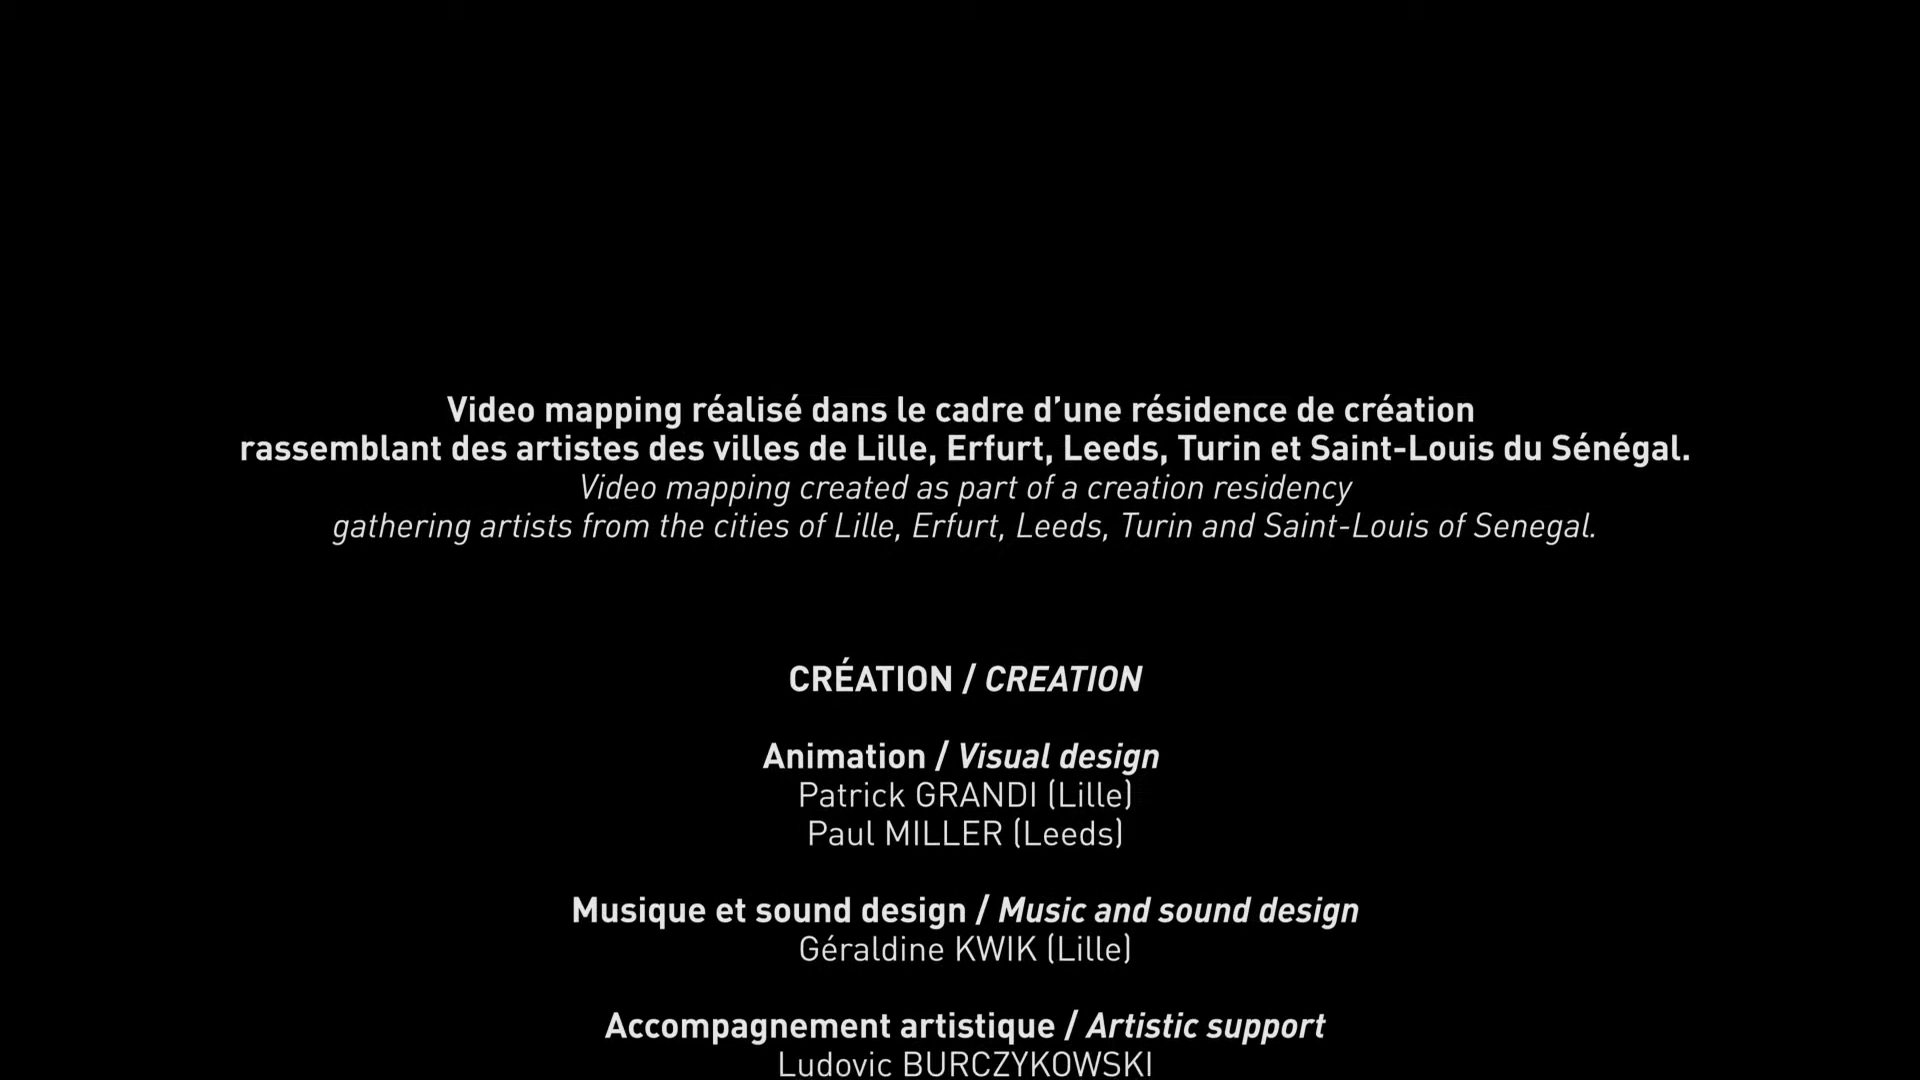 Video mapping réalisé dans le cadre d’une résidence de création
rassemblant des artistes des villes de Lille, Erfurt, Leeds, Turin et Saint-Louis du Sénégal.
Video mapping created as part of a creation residency
gathering artists from the cities of Lille, Erfurt, Leeds, Turin and Saint-Louis of Senegal.
CRÉATION / CREATION
Animation / Visual design
Patrick GRANDI (Lille)
Paul MILLER (Leeds)
Musique et sound design / Music and sound design
Géraldine KWIK (Lille)
Accompagnement artistique / Artistic support
Ludovic BURCZYKOWSKI